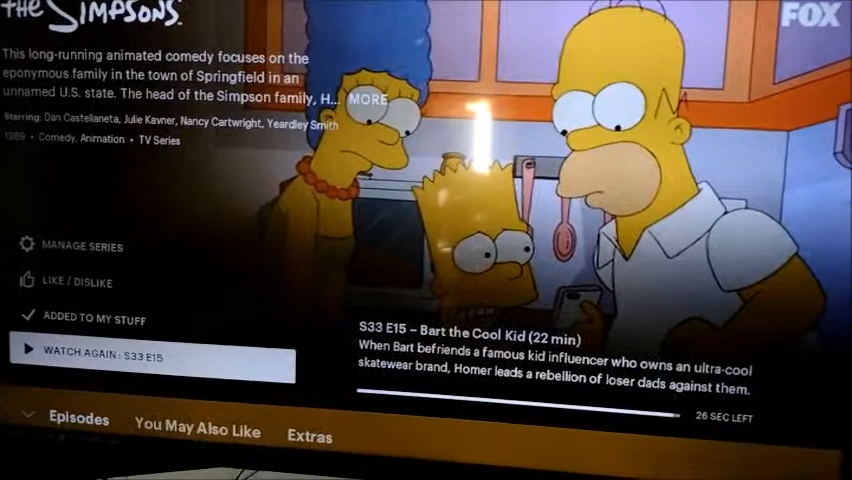 THE SIMPSONS
FOX
This long-running animated comedy focuses on the
eponymous family in the town of Springfield in an
unnamed U.S. state. The head of the Simpson family, H... MORE
Starring: Dan Castellaneta, Julie Kavner, Nancy Cartwright, Yeardley Smith
1989 • Comedy, Animation • TV Series
MANAGE SERIES
LIKE / DISLIKE
ADDED TO MY STUFF
WATCH AGAIN: S33 E15
S33 E15 – Bart the Cool Kid (22 min)
When Bart befriends a famous kid influencer who owns an ultra-cool
skatewear brand, Homer leads a rebellion of loser dads against them.
26 SEC LEFT
Episodes You May Also Like Extras